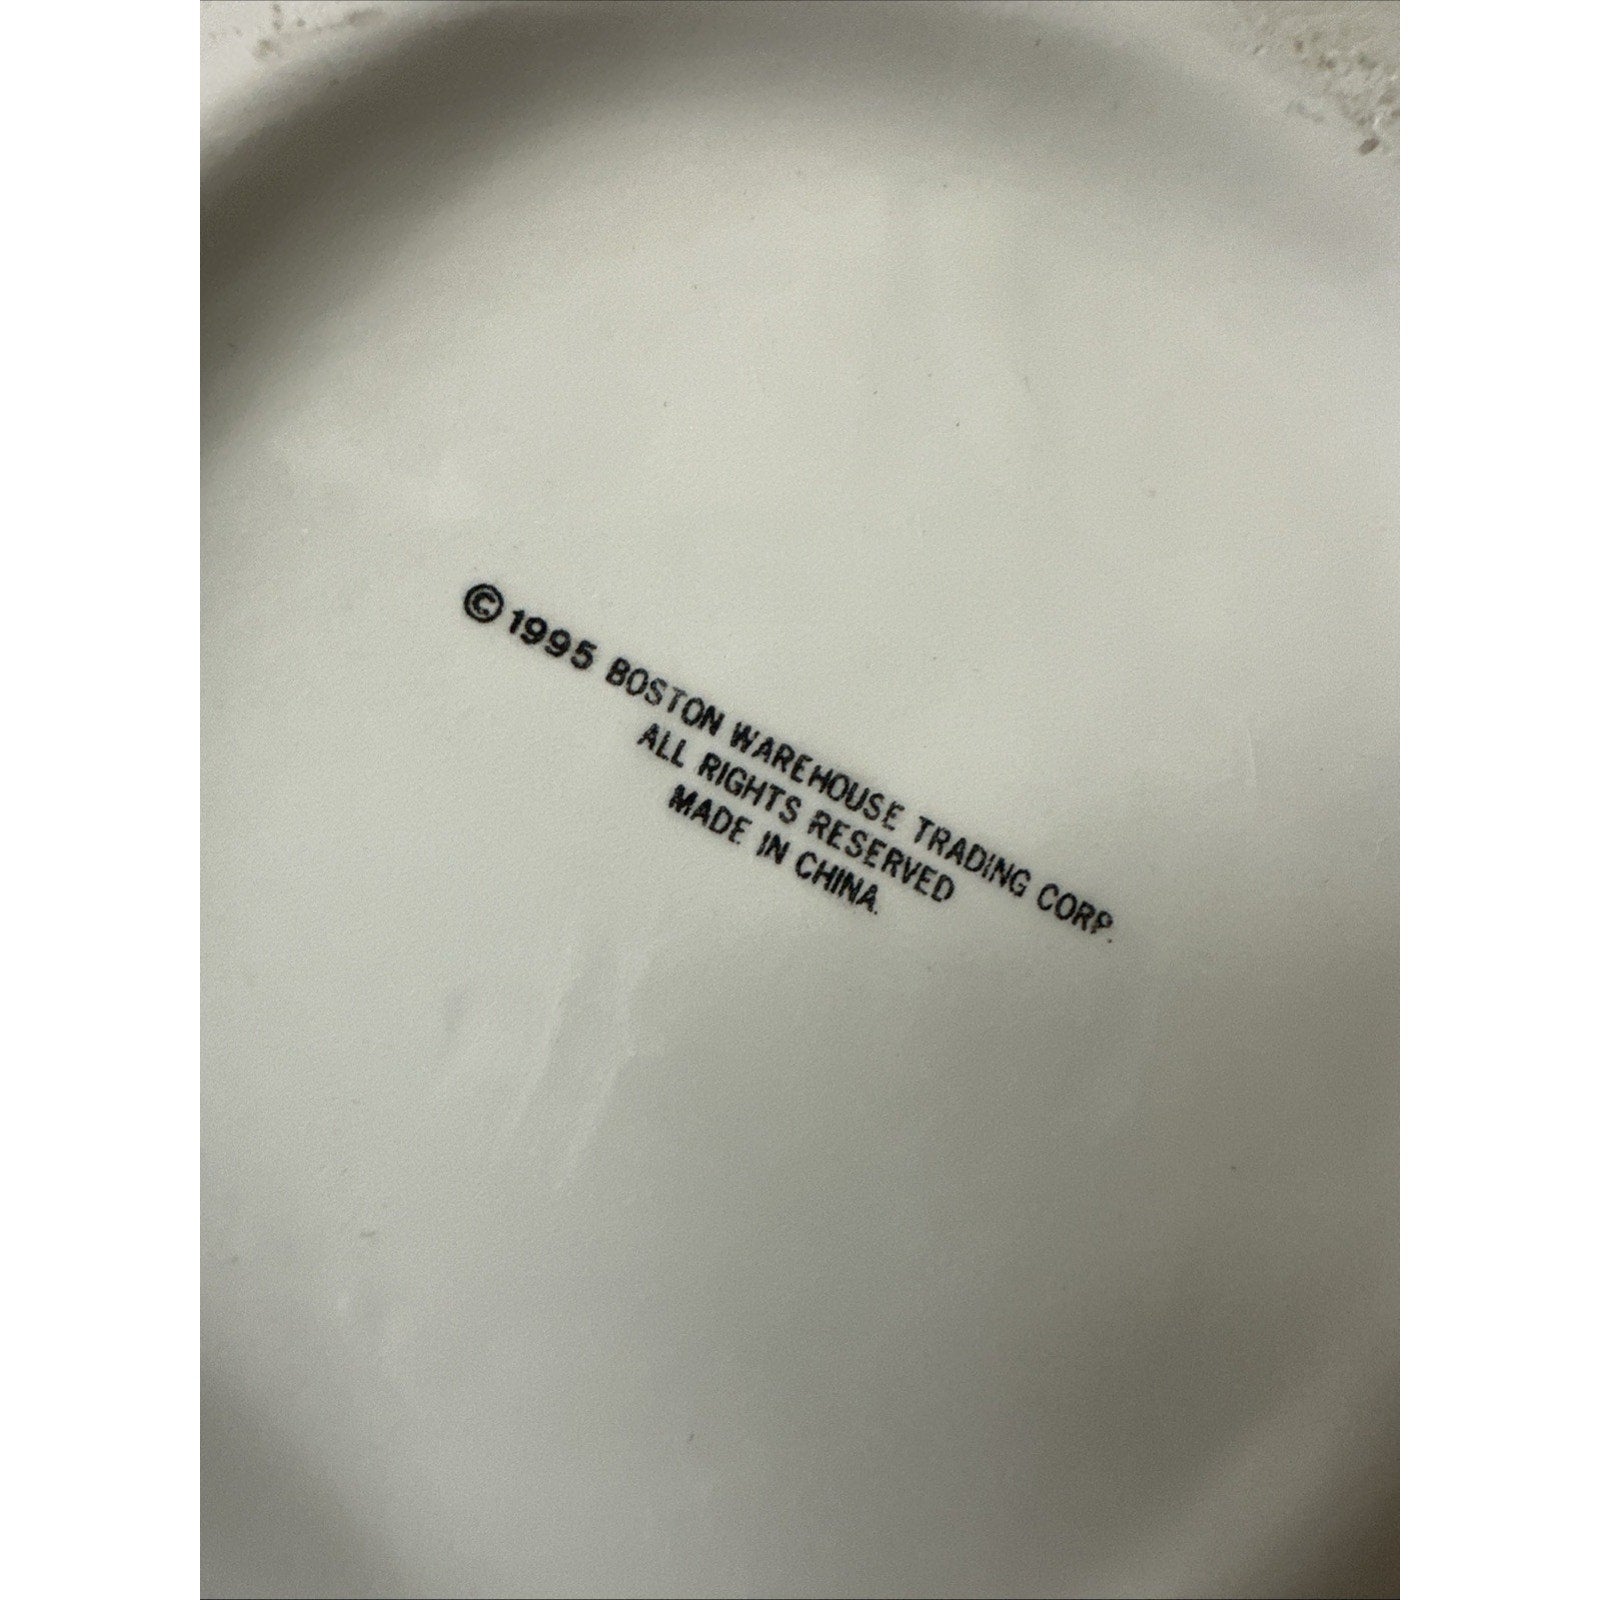 © 1995 BOSTON WAREHOUSE TRADING CORP.
ALL RIGHTS RESERVED
MADE IN CHINA.